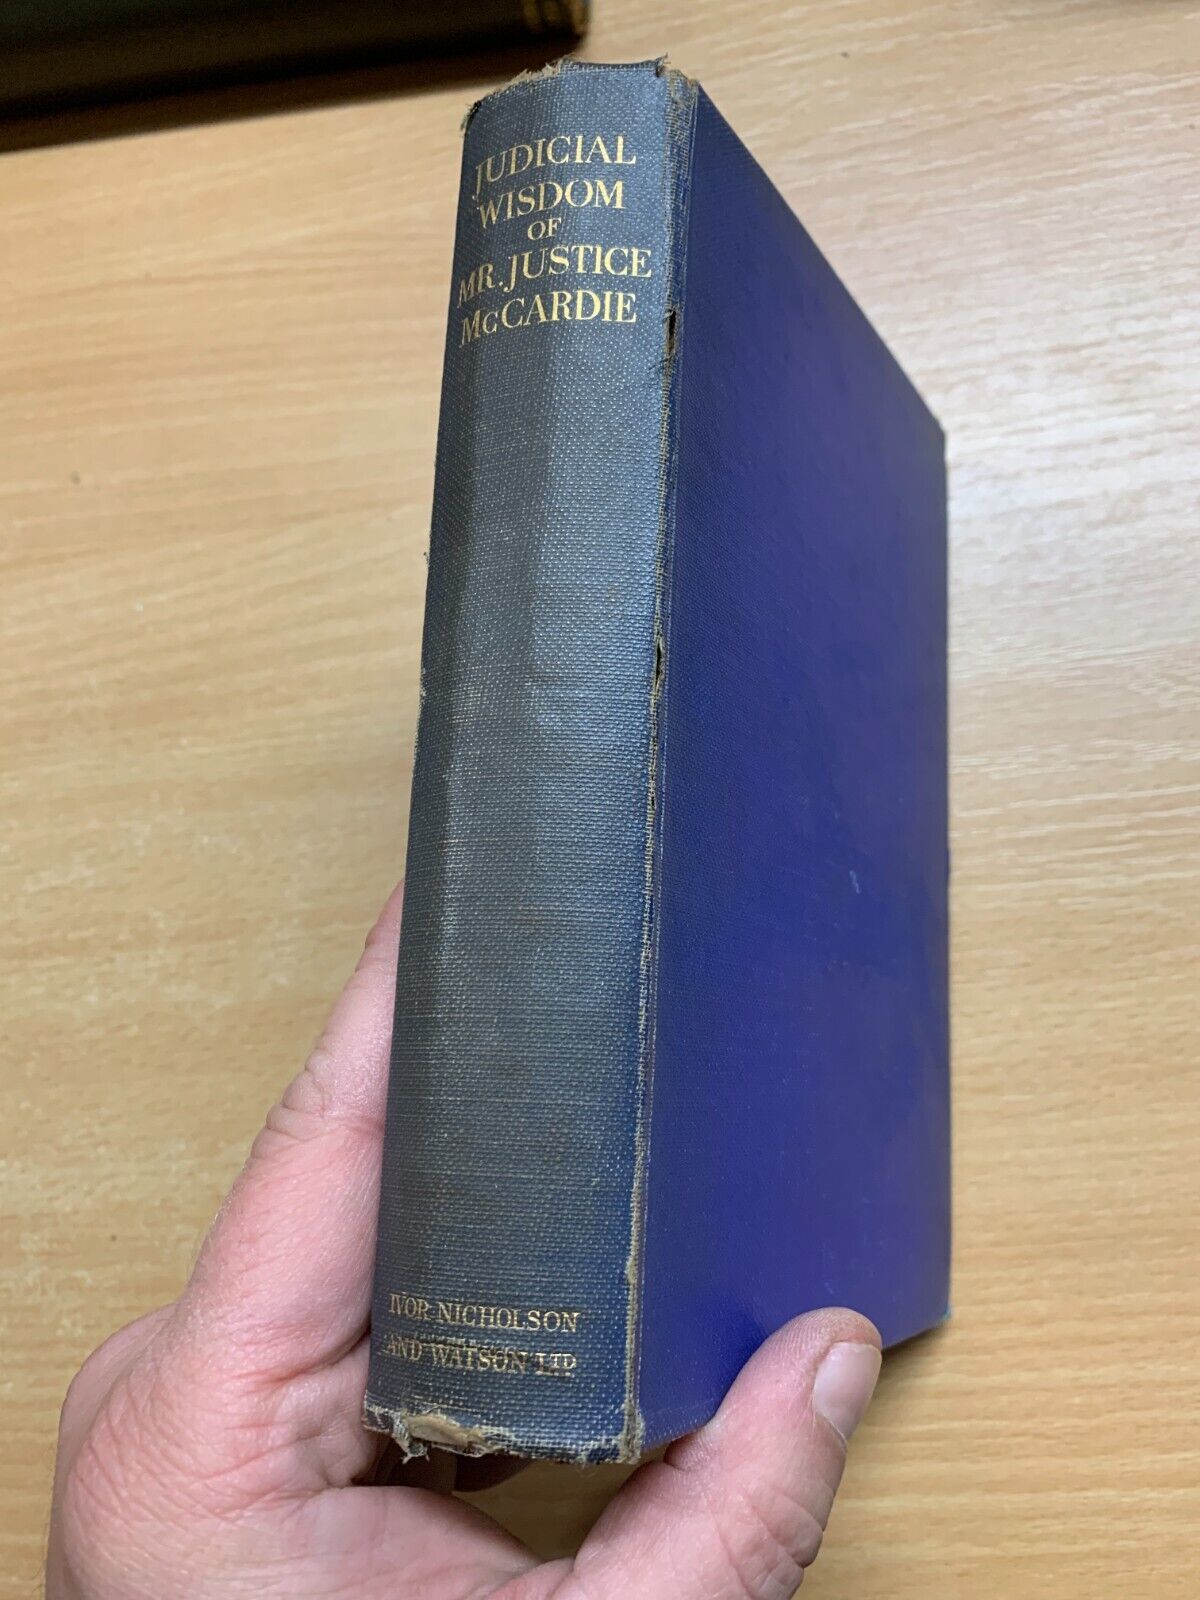 JUDICIAL
WISDOM
OF
MR. JUSTICE
McCARDIE
IVOR NICHOLSON
AND WATSON LTD